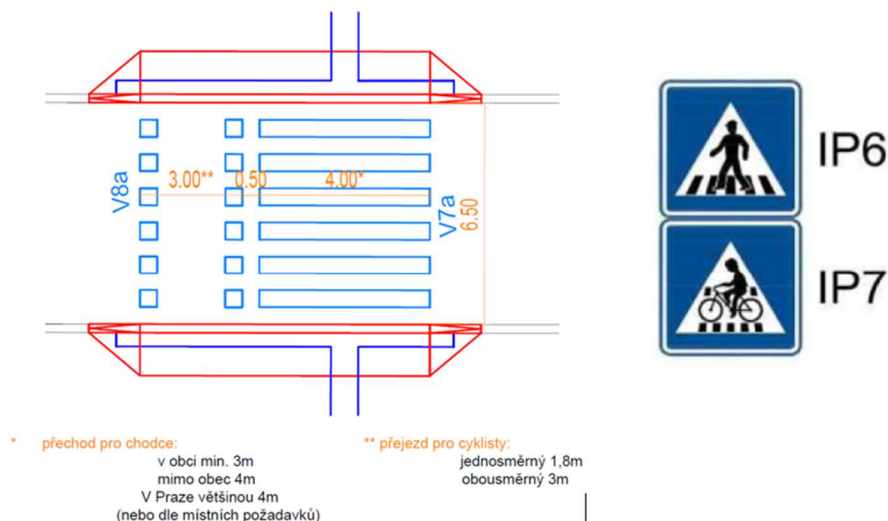 V8a
3.00**
0.50
4.00*
V7a
6.50
IP6
IP7
* přechod pro chodce:
v obci min. 3m
mimo obec 4m
V Praze většinou 4m
(nebo dle místních požadavků)
** přejezd pro cyklisty:
jednosměrný 1,8m
obousměrný 3m